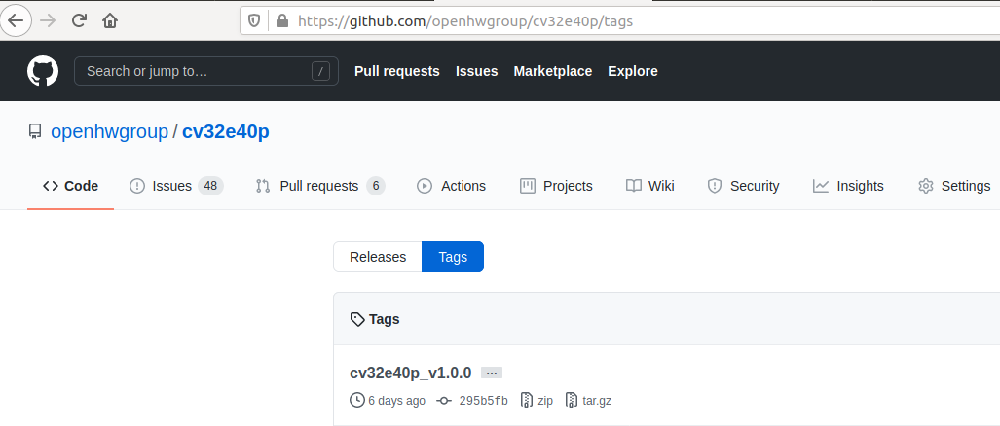 https://github.com/openhwgroup/cv32e40p/tags
Search or jump to… / Pull requests Issues Marketplace Explore
openhwgroup / cv32e40p
Code Issues 48 Pull requests 6 Actions Projects Wiki Security Insights Settings
Releases Tags
Tags
cv32e40p_v1.0.0 …
6 days ago 295b5fb zip tar.gz